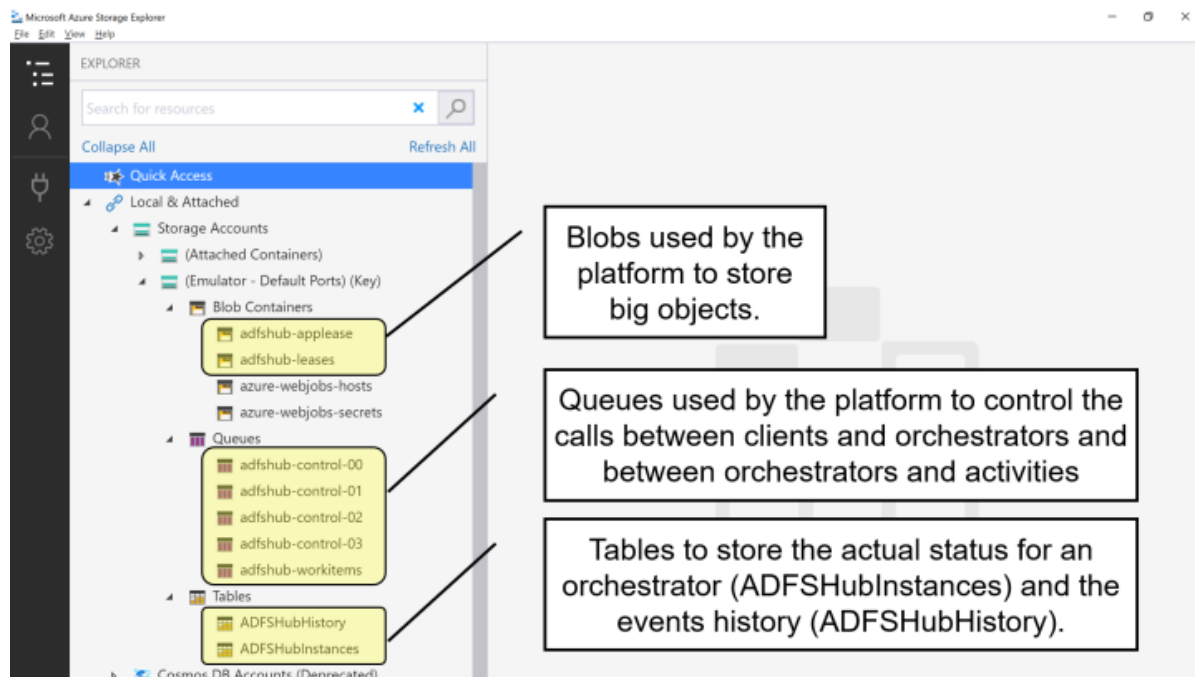 Microsoft Azure Storage Explorer
File Edit View Help
EXPLORER
Search for resources
Collapse All
Refresh All
Quick Access
Local & Attached
Storage Accounts
(Attached Containers)
(Emulator - Default Ports) (Key)
Blob Containers
adfshub-applease
adfshub-leases
azure-webjobs-hosts
azure-webjobs-secrets
Queues
adfshub-control-00
adfshub-control-01
adfshub-control-02
adfshub-control-03
adfshub-workitems
Tables
ADFSHubHistory
ADFSHubInstances
Cosmos DB Accounts (Deprecated)
Blobs used by the
platform to store
big objects.
Queues used by the platform to control the
calls between clients and orchestrators and
between orchestrators and activities
Tables to store the actual status for an
orchestrator (ADFSHubInstances) and the
events history (ADFSHubHistory).